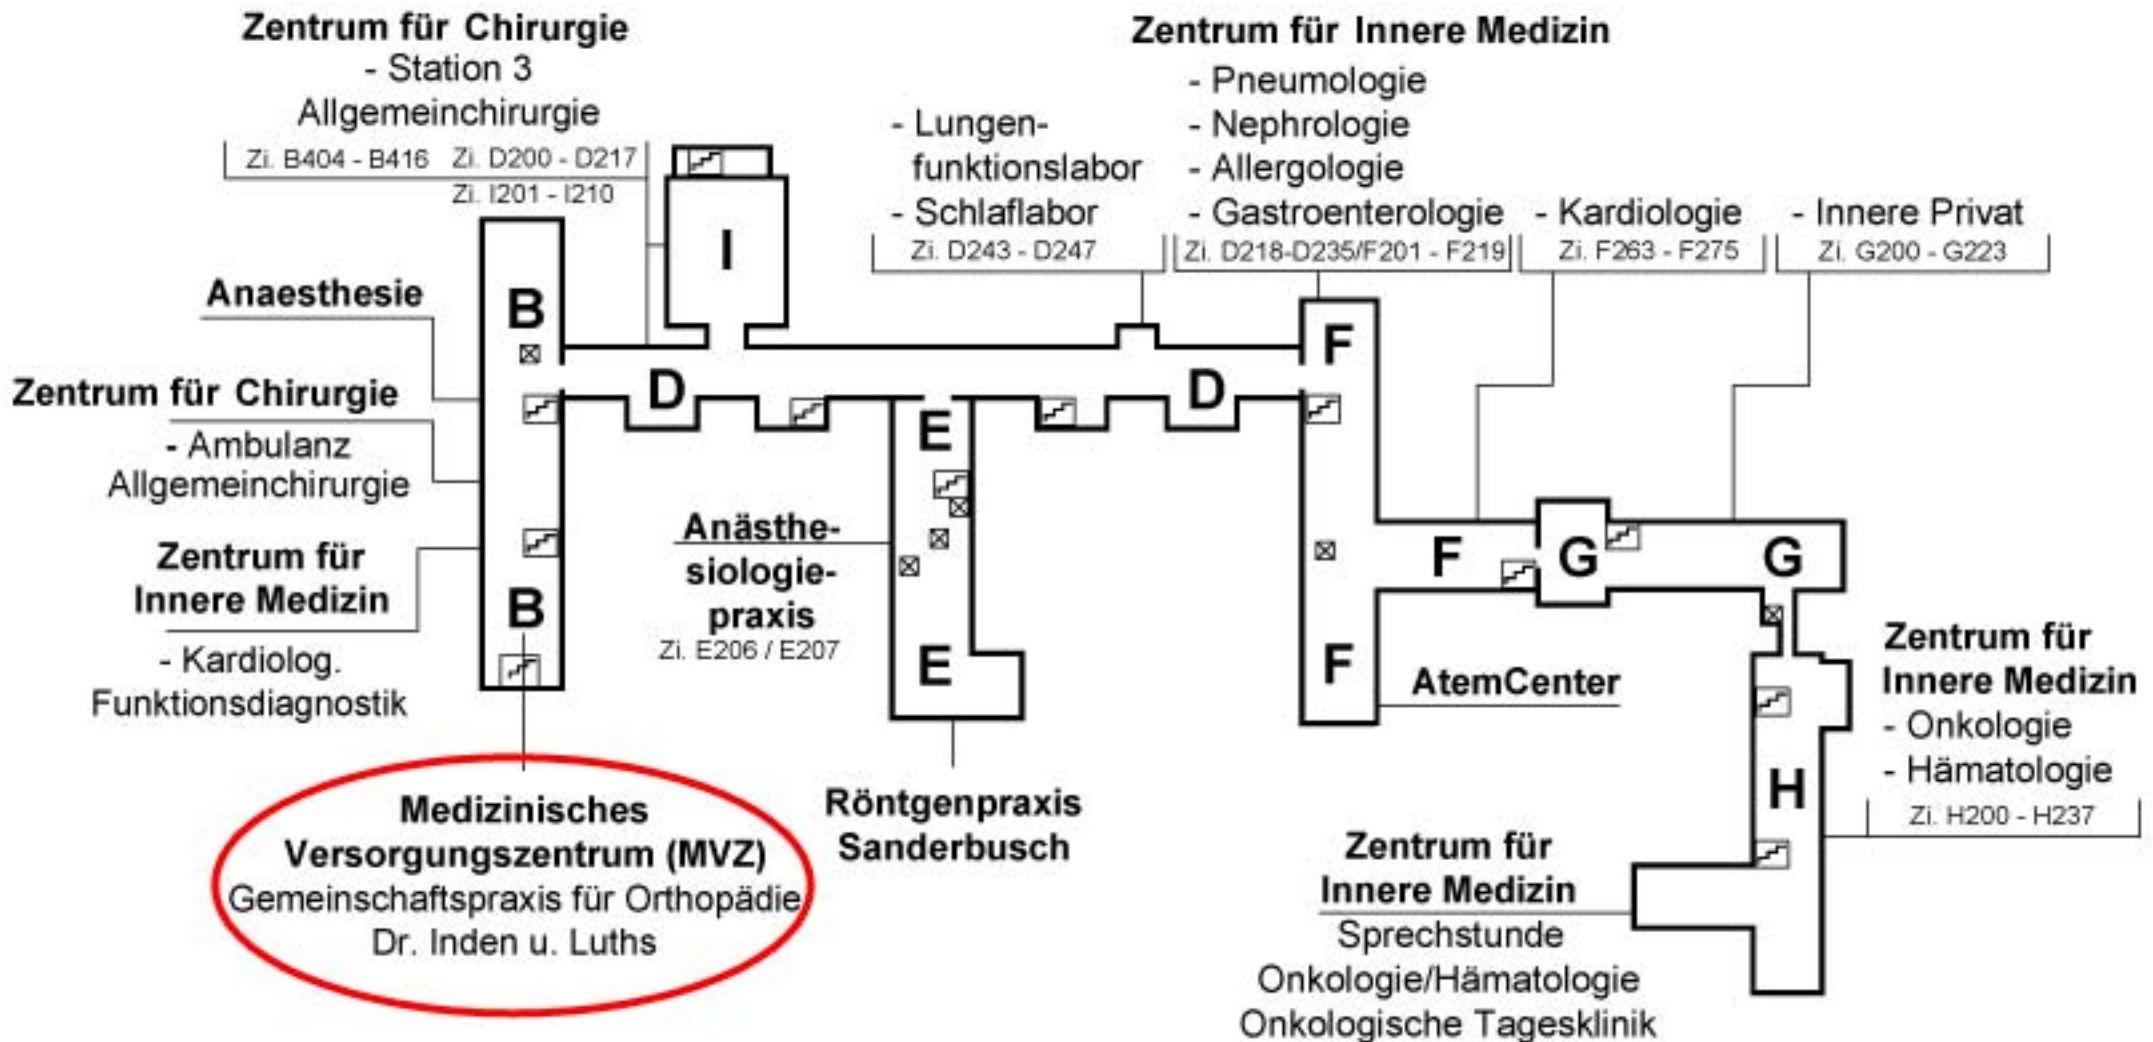 Zentrum für Chirurgie
- Station 3
Allgemeinchirurgie
Zi. B404 - B416 Zi. D200 - D217
Zi. I201 - I210
Zentrum für Innere Medizin
- Pneumologie
- Nephrologie
- Allergologie
- Gastroenterologie
Zi. D218-D235/F201 - F219
- Lungen-
funktionslabor
- Schlaflabor
Zi. D243 - D247
- Kardiologie
Zi. F263 - F275
- Innere Privat
Zi. G200 - G223
I
B
Anaesthesie
F
D
D
Zentrum für Chirurgie
- Ambulanz
Allgemeinchirurgie
E
Zentrum für
Innere Medizin
- Kardiolog.
Funktionsdiagnostik
B
Anästhe-
siologie-
praxis
Zi. E206 / E207
E
F
G
G
F
AtemCenter
Zentrum für
Innere Medizin
- Onkologie
- Hämatologie
Zi. H200 - H237
H
Medizinisches
Versorgungszentrum (MVZ)
Gemeinschaftspraxis für Orthopädie
Dr. Inden u. Luths
Röntgenpraxis
Sanderbusch
Zentrum für
Innere Medizin
Sprechstunde
Onkologie/Hämatologie
Onkologische Tagesklinik